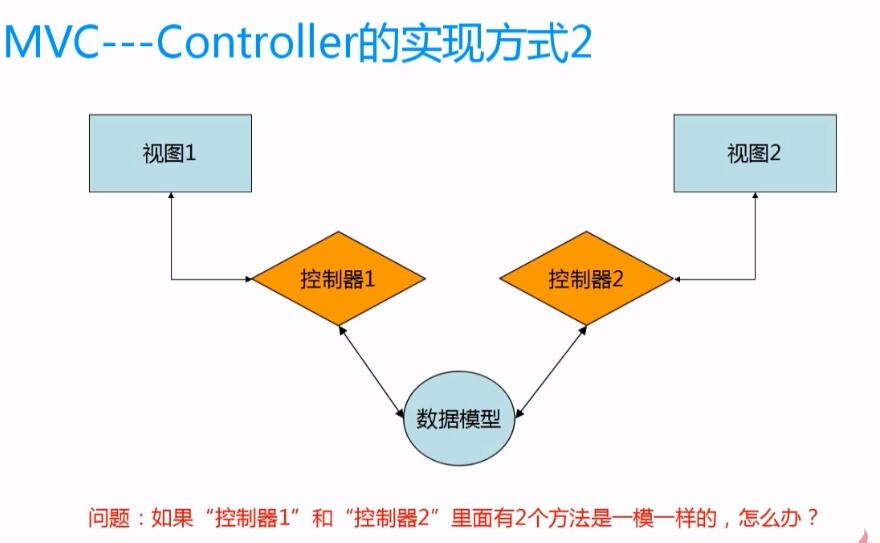 MVC---Controller的实现方式2
视图1
视图2
控制器1
控制器2
数据模型
问题：如果“控制器1”和“控制器2”里面有2个方法是一模一样的，怎么办？